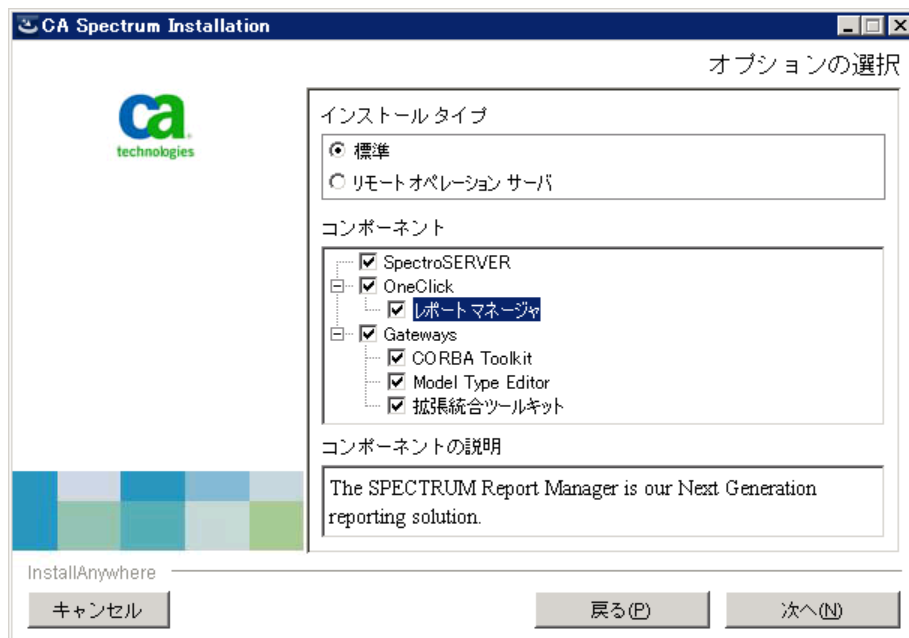 CA Spectrum Installation
オプションの選択
ca
technologies
インストール タイプ
標準
リモート オペレーション サーバ
コンポーネント
SpectroSERVER
OneClick
レポート マネージャ
Gateways
CORBA Toolkit
Model Type Editor
拡張統合ツールキット
コンポーネントの説明
The SPECTRUM Report Manager is our Next Generation
reporting solution.
InstallAnywhere
キャンセル
戻る(P)
次へ(N)